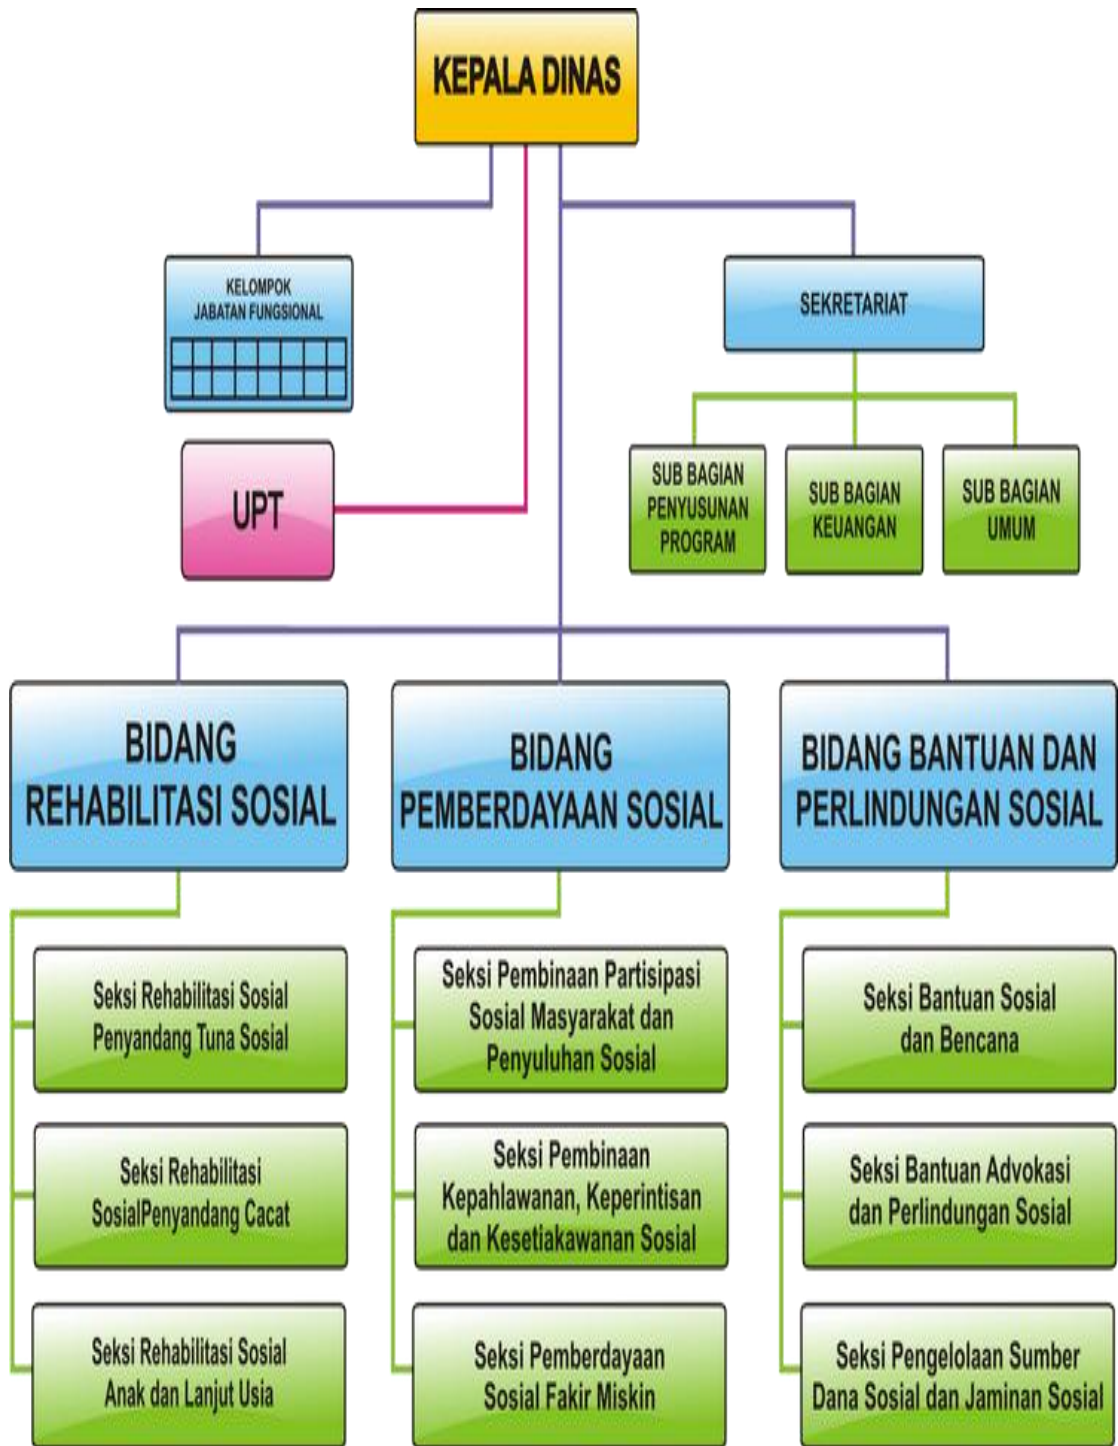 KEPALA DINAS
KELOMPOK
JABATAN FUNGSIONAL
SEKRETARIAT
UPT
SUB BAGIAN
PENYUSUNAN
PROGRAM
SUB BAGIAN
KEUANGAN
SUB BAGIAN
UMUM
BIDANG
REHABILITASI SOSIAL
BIDANG
PEMBERDAYAAN SOSIAL
BIDANG BANTUAN DAN
PERLINDUNGAN SOSIAL
Seksi Rehabilitasi Sosial
Penyandang Tuna Sosial
Seksi Rehabilitasi
SosialPenyandang Cacat
Seksi Rehabilitasi Sosial
Anak dan Lanjut Usia
Seksi Pembinaan Partisipasi
Sosial Masyarakat dan
Penyuluhan Sosial
Seksi Pembinaan
Kepahlawanan, Keperintisan
dan Kesetiakawanan Sosial
Seksi Pemberdayaan
Sosial Fakir Miskin
Seksi Bantuan Sosial
dan Bencana
Seksi Bantuan Advokasi
dan Perlindungan Sosial
Seksi Pengelolaan Sumber
Dana Sosial dan Jaminan Sosial